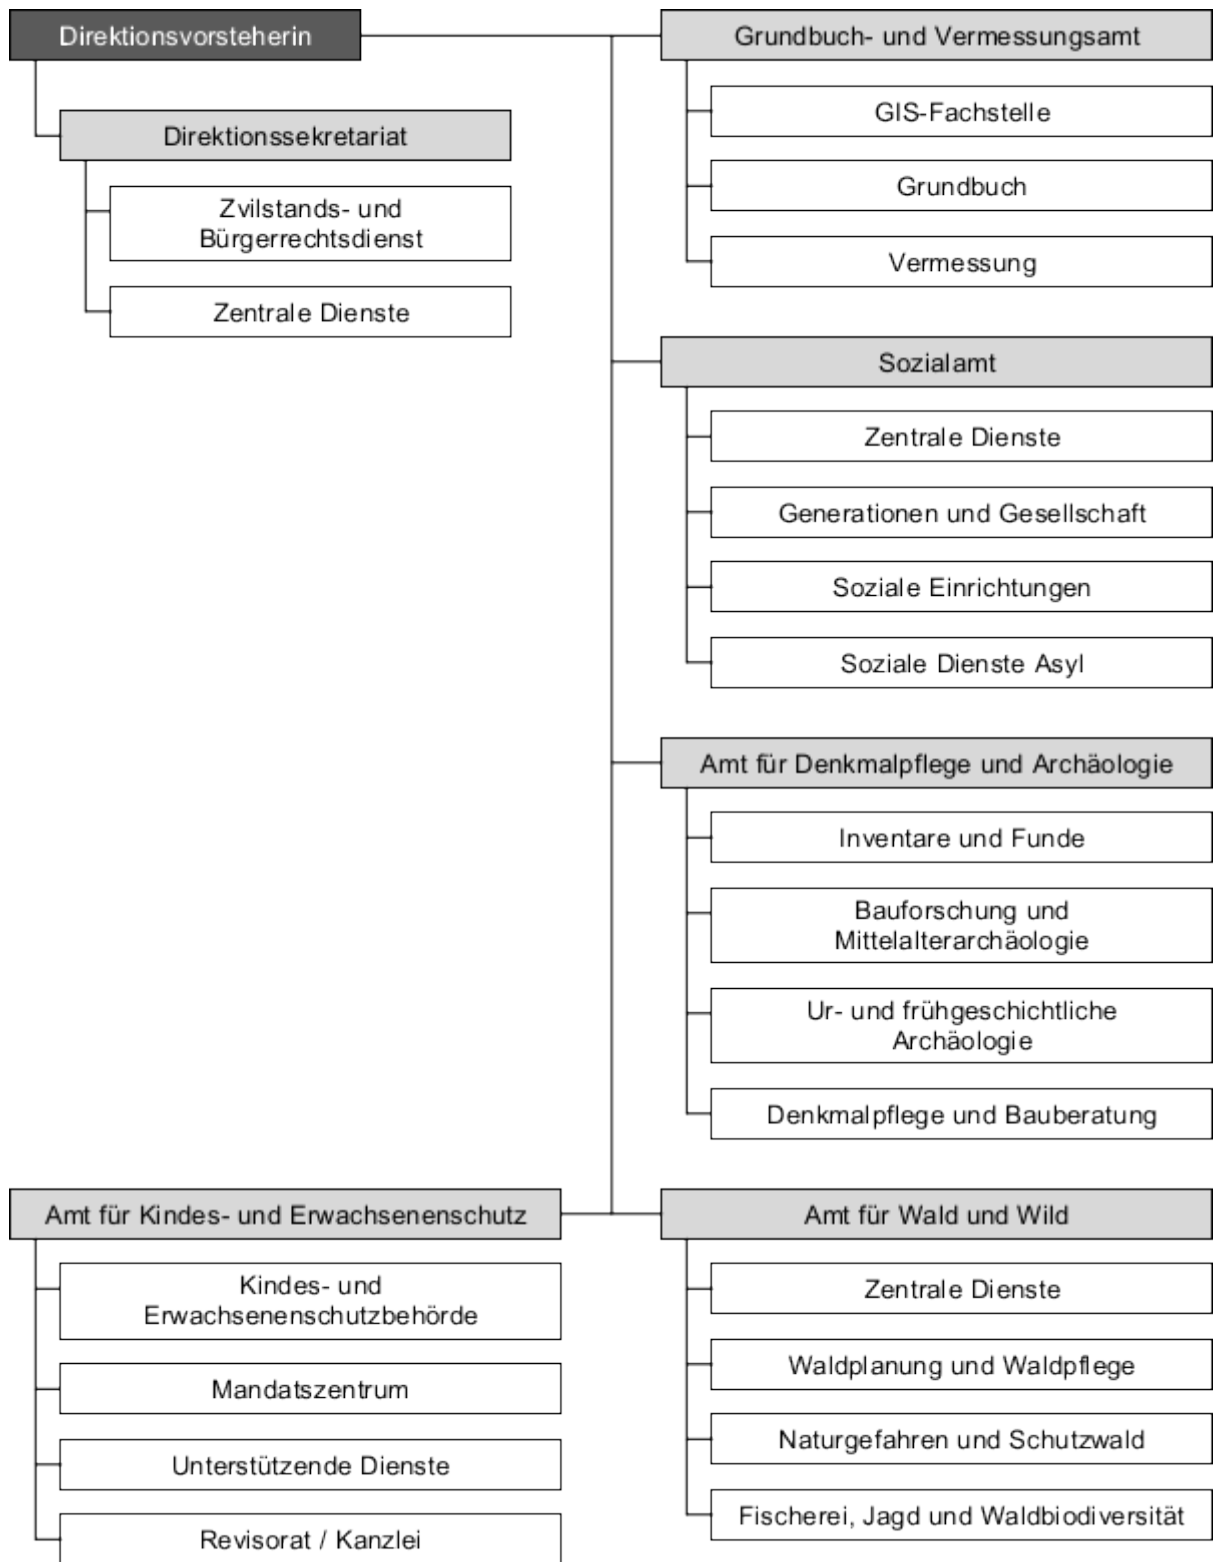 Direktionsvorsteherin
Direktionssekretariat
Zvilstands- und
Bürgerrechtsdienst
Zentrale Dienste
Grundbuch- und Vermessungsamt
GIS-Fachstelle
Grundbuch
Vermessung
Sozialamt
Zentrale Dienste
Generationen und Gesellschaft
Soziale Einrichtungen
Soziale Dienste Asyl
Amt für Denkmalpflege und Archäologie
Inventare und Funde
Bauforschung und
Mittelalterarchäologie
Ur- und frühgeschichtliche
Archäologie
Denkmalpflege und Bauberatung
Amt für Kindes- und Erwachsenenschutz
Kindes- und
Erwachsenenschutzbehörde
Mandatszentrum
Unterstützende Dienste
Revisorat / Kanzlei
Amt für Wald und Wild
Zentrale Dienste
Waldplanung und Waldpflege
Naturgefahren und Schutzwald
Fischerei, Jagd und Waldbiodiversität